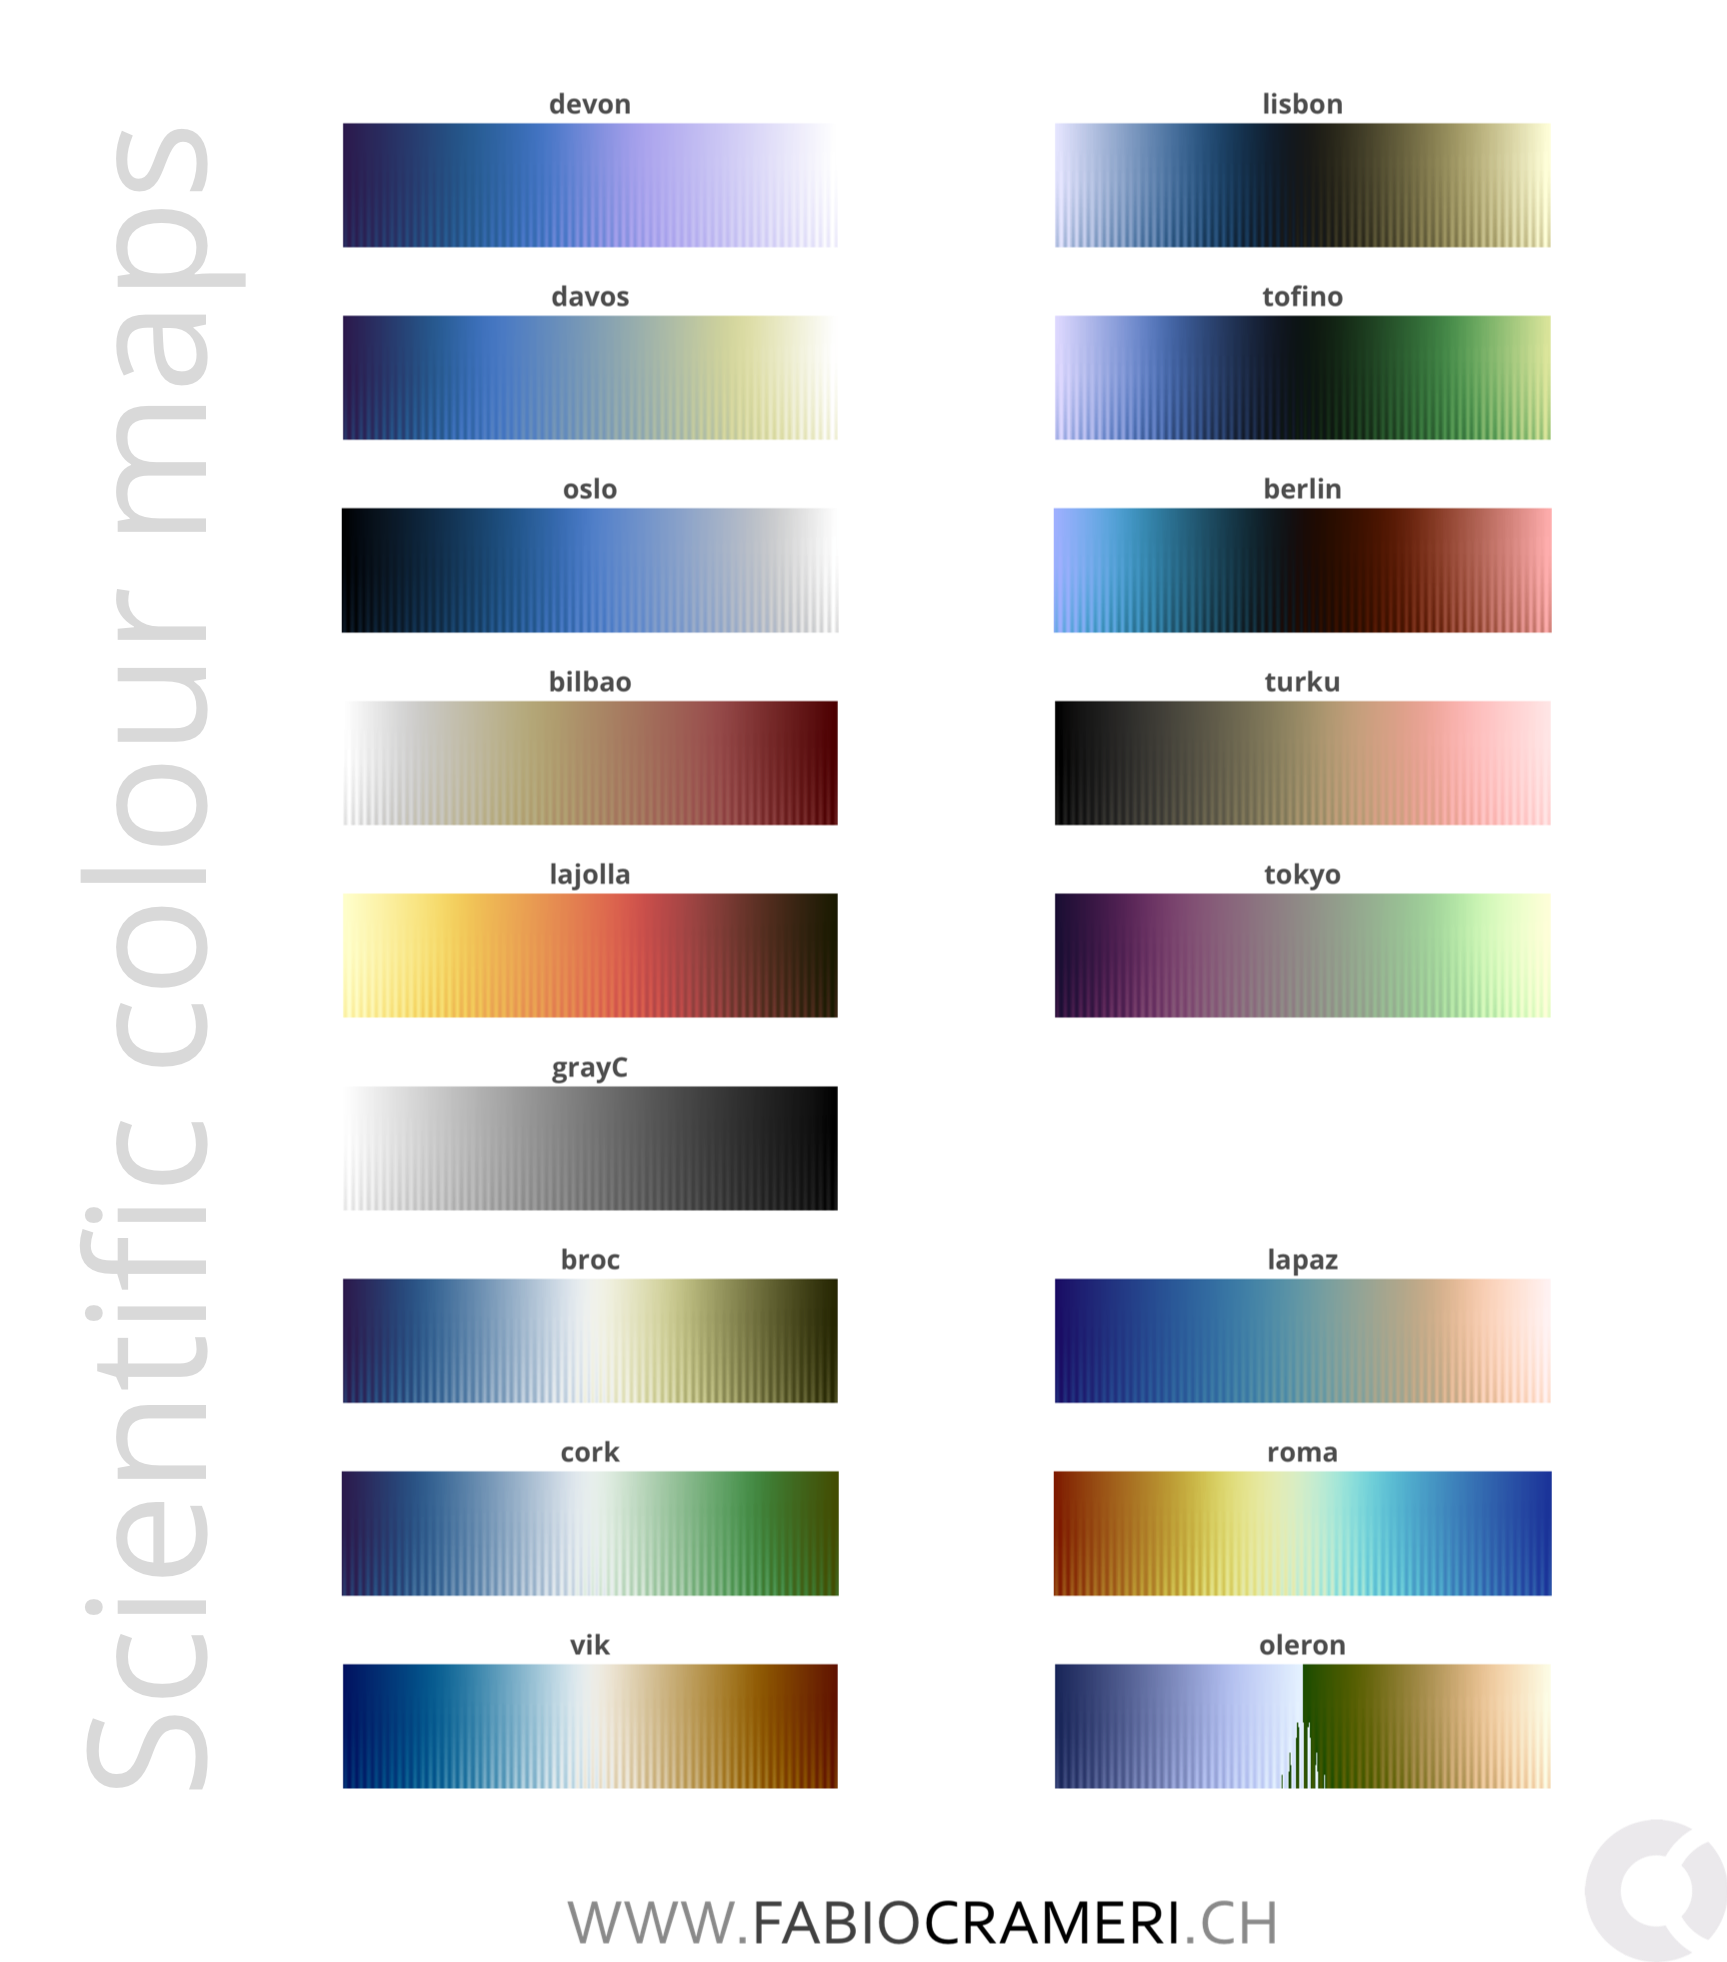 Scientific colour maps
devon
lisbon
davos
tofino
oslo
berlin
bilbao
turku
lajolla
tokyo
grayC
broc
lapaz
cork
roma
vik
oleron
WWW.FABIOCRAMERI.CH